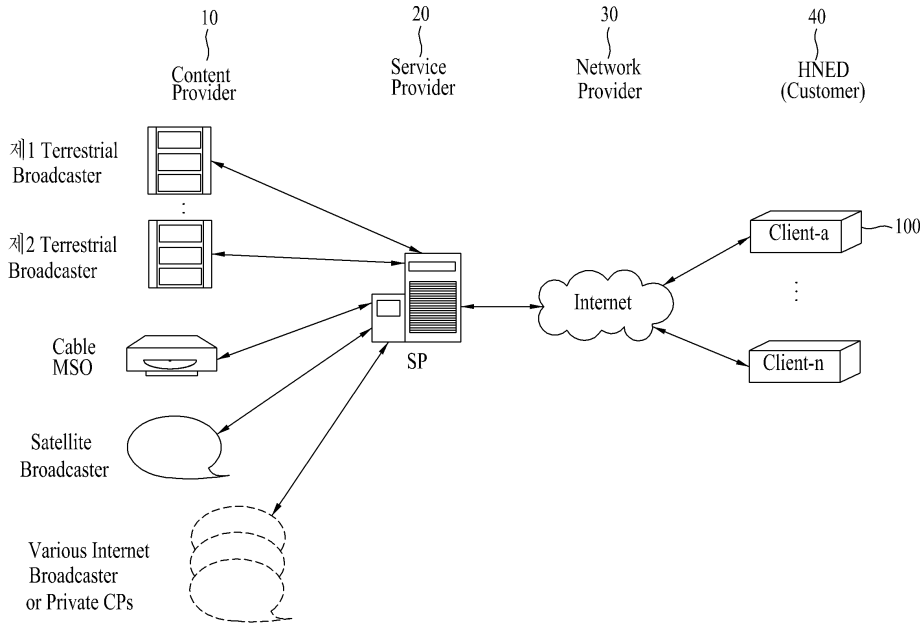 10
20
30
40
Content
Provider
Service
Provider
Network
Provider
HNED
(Customer)
제1 Terrestrial
Broadcaster
제2 Terrestrial
Broadcaster
Cable
MSO
Satellite
Broadcaster
Various Internet
Broadcaster
or Private CPs
SP
Internet
Client-a
100
Client-n